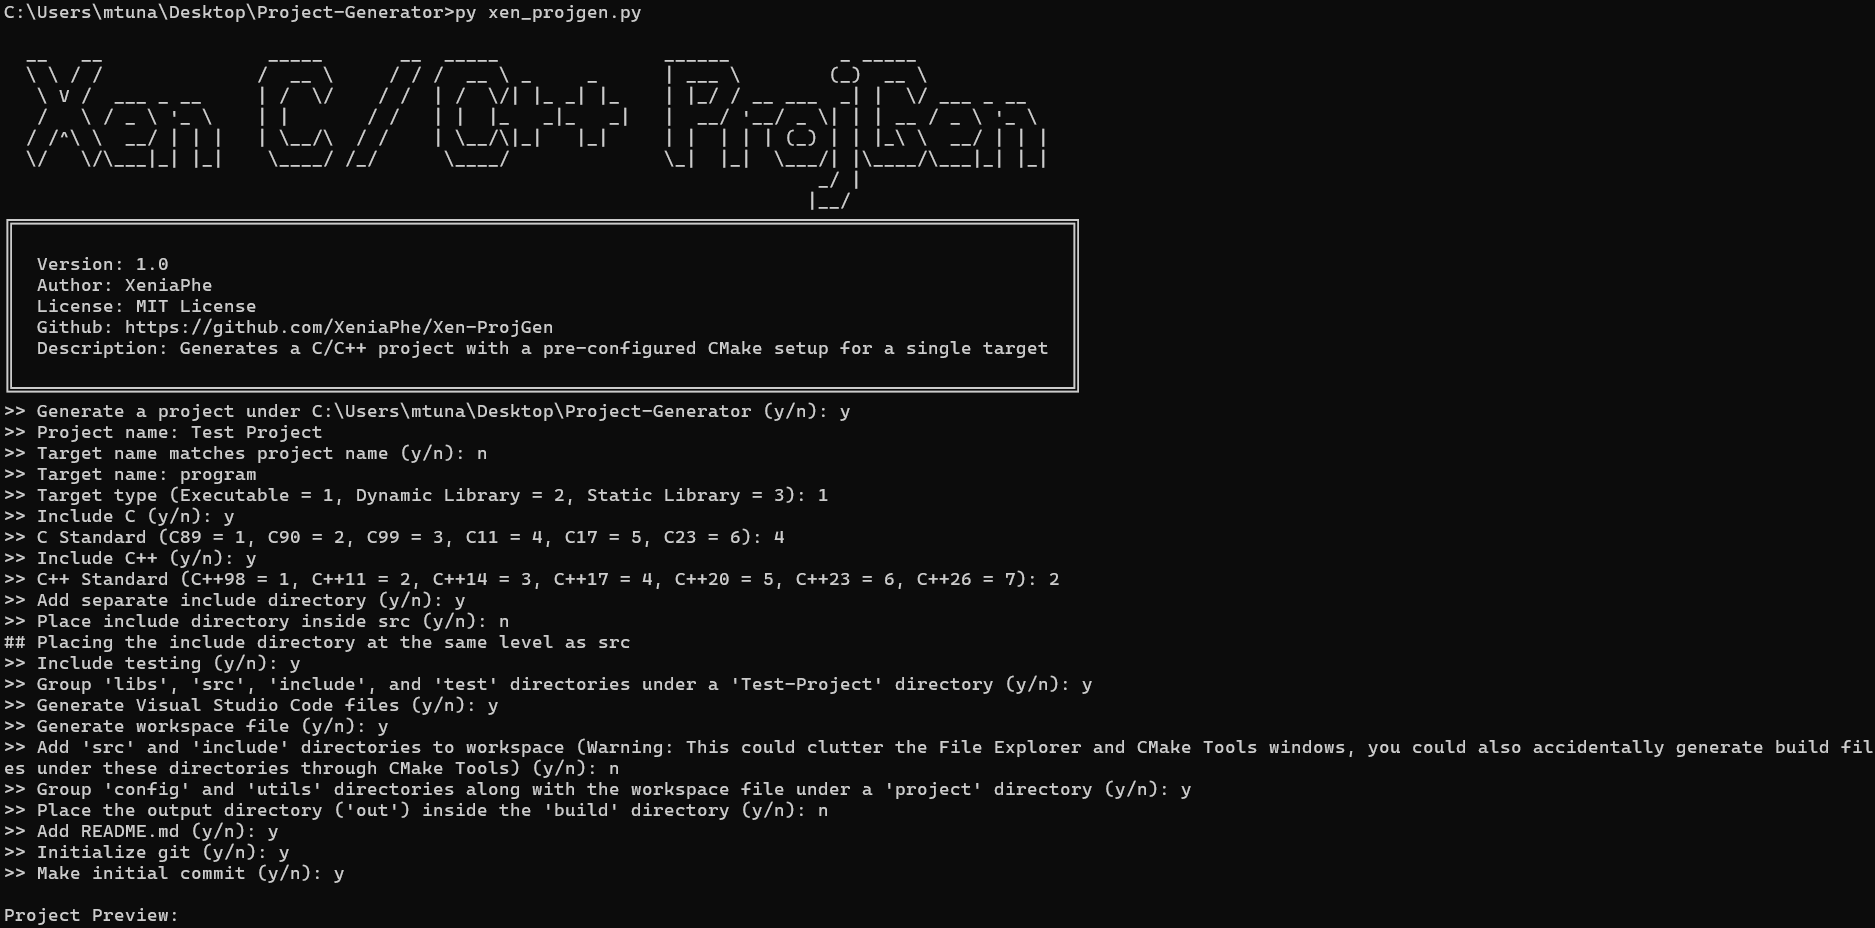 C:\Users\mtuna\Desktop\Project-Generator>py xen_projgen.py
Xen C/C++ ProjGen
Version: 1.0
Author: XeniaPhe
License: MIT License
Github: https://github.com/XeniaPhe/Xen-ProjGen
Description: Generates a C/C++ project with a pre-configured CMake setup for a single target
>> Generate a project under C:\Users\mtuna\Desktop\Project-Generator (y/n): y
>> Project name: Test Project
>> Target name matches project name (y/n): n
>> Target name: program
>> Target type (Executable = 1, Dynamic Library = 2, Static Library = 3): 1
>> Include C (y/n): y
>> C Standard (C89 = 1, C90 = 2, C99 = 3, C11 = 4, C17 = 5, C23 = 6): 4
>> Include C++ (y/n): y
>> C++ Standard (C++98 = 1, C++11 = 2, C++14 = 3, C++17 = 4, C++20 = 5, C++23 = 6, C++26 = 7): 2
>> Add separate include directory (y/n): y
>> Place include directory inside src (y/n): n
## Placing the include directory at the same level as src
>> Include testing (y/n): y
>> Group 'libs', 'src', 'include', and 'test' directories under a 'Test-Project' directory (y/n): y
>> Generate Visual Studio Code files (y/n): y
>> Generate workspace file (y/n): y
>> Add 'src' and 'include' directories to workspace (Warning: This could clutter the File Explorer and CMake Tools windows, you could also accidentally generate build fil
es under these directories through CMake Tools) (y/n): n
>> Group 'config' and 'utils' directories along with the workspace file under a 'project' directory (y/n): y
>> Place the output directory ('out') inside the 'build' directory (y/n): n
>> Add README.md (y/n): y
>> Initialize git (y/n): y
>> Make initial commit (y/n): y
Project Preview: